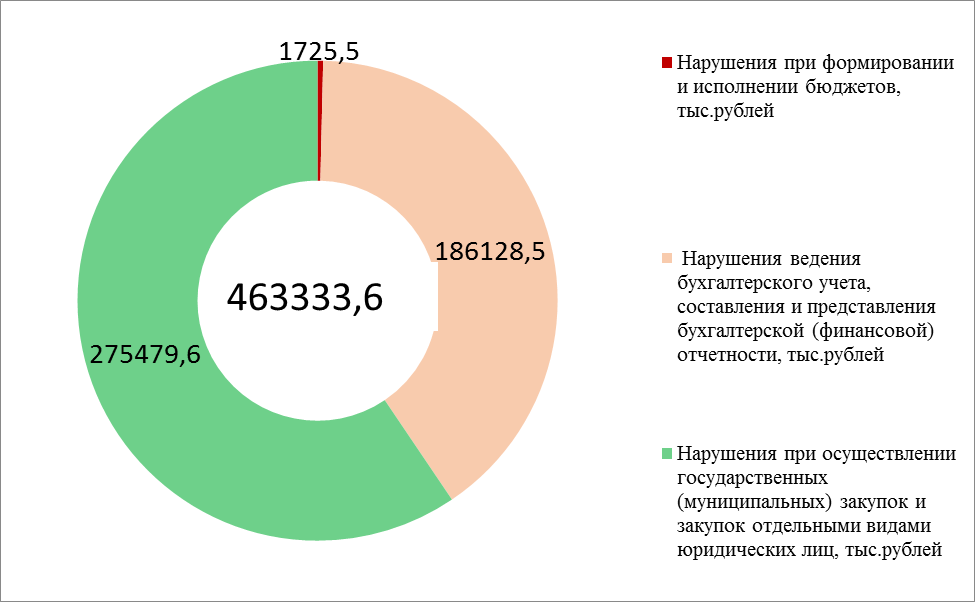 1725,5
186128,5
463333,6
275479,6
Нарушения при формировании
и исполнении бюджетов,
тыс.рублей
Нарушения ведения
бухгалтерского учета,
составления и представления
бухгалтерской (финансовой)
отчетности, тыс.рублей
Нарушения при осуществлении
государственных
(муниципальных) закупок и
закупок отдельными видами
юридических лиц, тыс.рублей